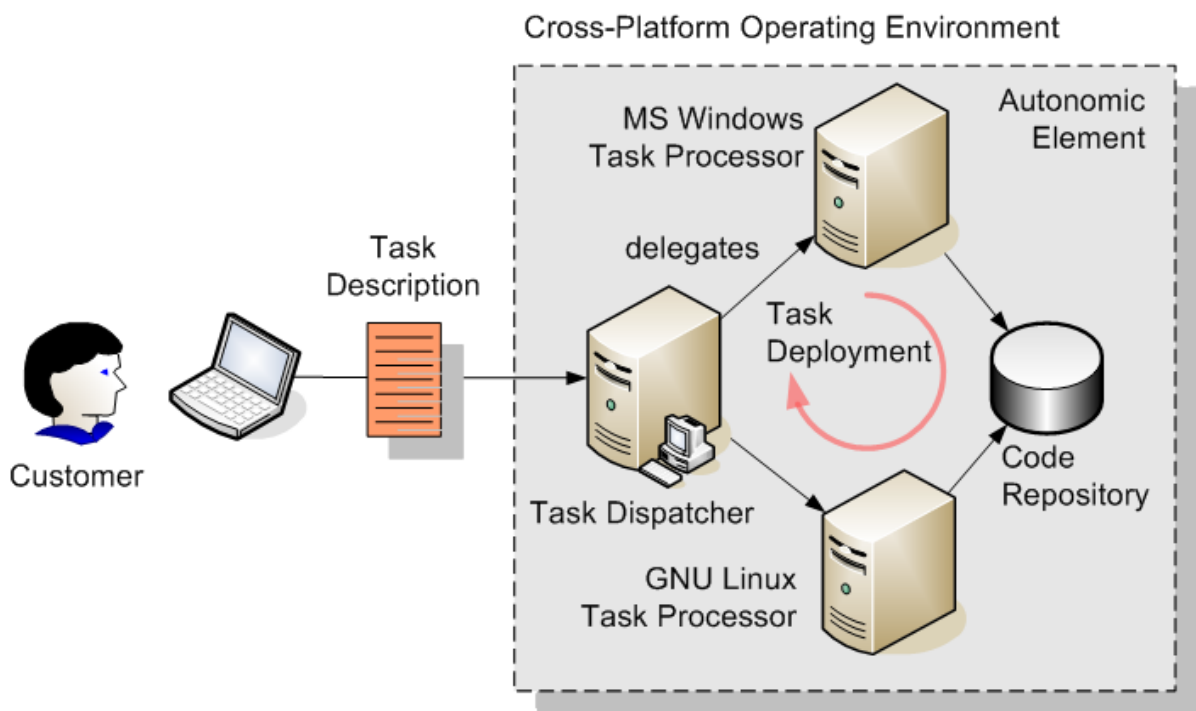 Cross-Platform Operating Environment
MS Windows
Task Processor
Autonomic
Element
delegates
Task
Description
Task
Deployment
Customer
Task Dispatcher
Code
Repository
GNU Linux
Task Processor